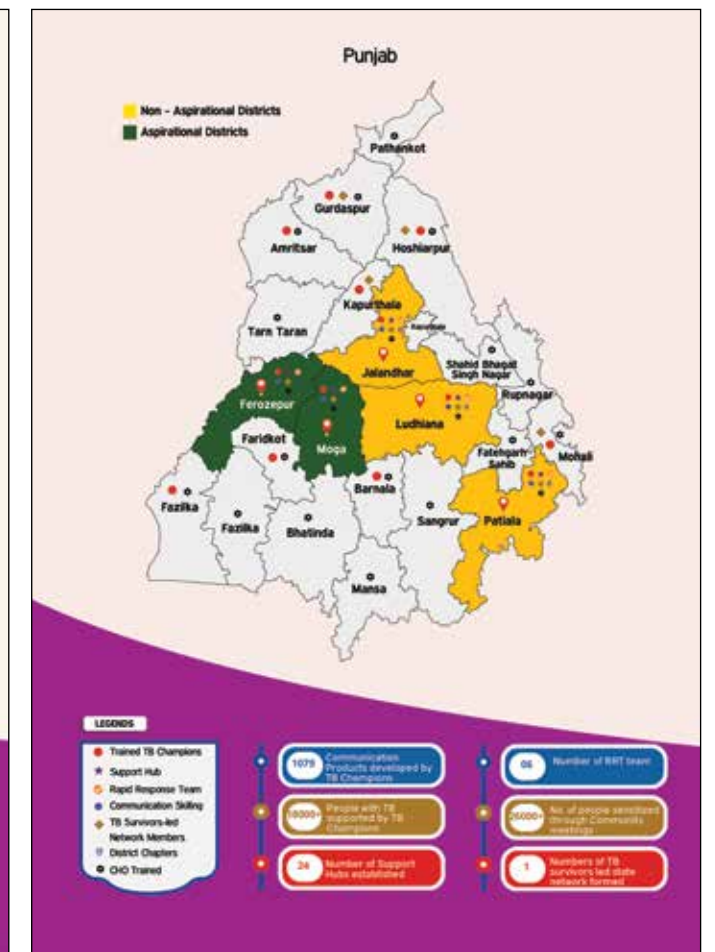 Punjab
Non - Aspirational Districts
Aspirational Districts
Pathankot
Gurdaspur
Amritsar
Hoshiarpur
Kapurthala
Tarn Taran
Jalandhar
Shahid Bhagat
Singh Nagar
Rupnagar
Ferozepur
Ludhiana
Moga
Faridkot
Fatehgarh
Sahib
Mohali
Barnala
Fazilka
Sangrur
Patiala
Fazilka
Bhatinda
Mansa
LEGENDS
Trained TB Champions
Support Hub
Rapid Response Team
Communication Skilling
TB Survivors-led
Network Members
District Chapters
CHO Trained
1079
Communication
Products developed by
TB Champions
People with TB
supported by TB
Champions
24
Number of Support
Hubs established
06
Number of RRT team
26000+
No. of people sensitized
through Community
meetings
1
Numbers of TB
survivors led state
network formed